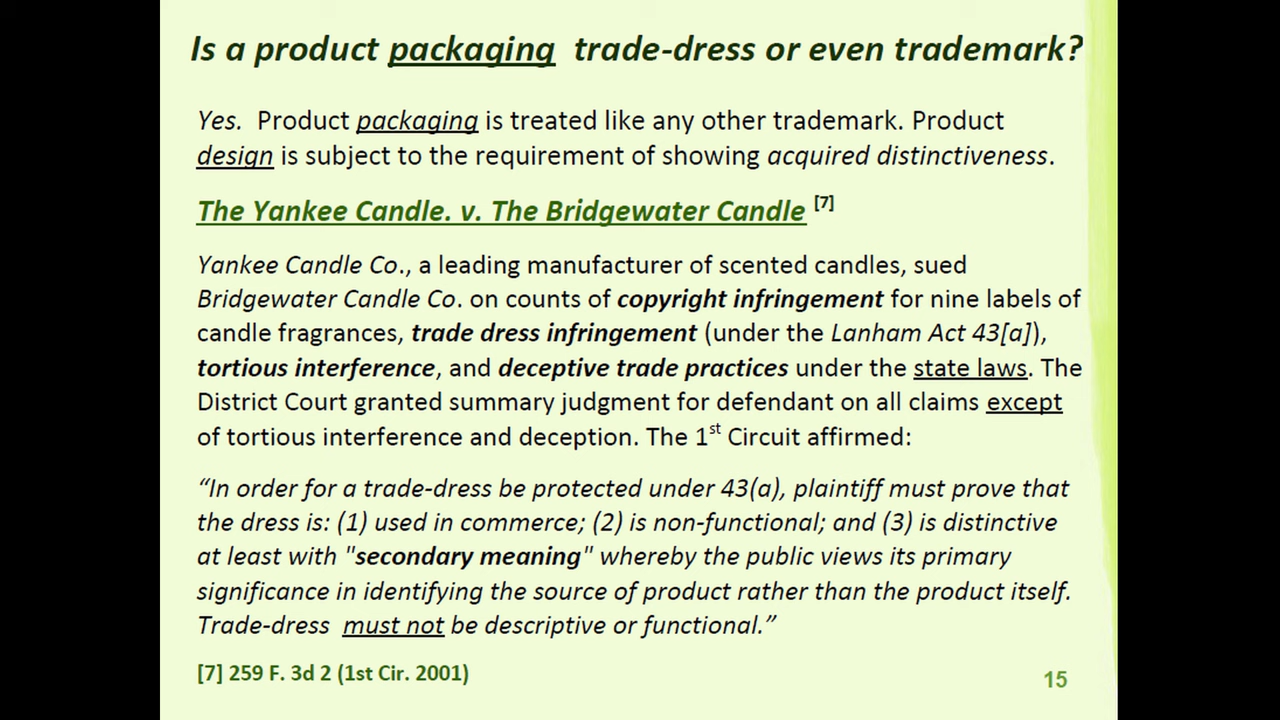 Is a product packaging trade-dress or even trademark?
Yes. Product packaging is treated like any other trademark. Product
design is subject to the requirement of showing acquired distinctiveness.
The Yankee Candle. v. The Bridgewater Candle [7]
Yankee Candle Co., a leading manufacturer of scented candles, sued
Bridgewater Candle Co. on counts of copyright infringement for nine labels of
candle fragrances, trade dress infringement (under the Lanham Act 43[a]),
tortious interference, and deceptive trade practices under the state laws. The
District Court granted summary judgment for defendant on all claims except
of tortious interference and deception. The 1st Circuit affirmed:
“In order for a trade-dress be protected under 43(a), plaintiff must prove that
the dress is: (1) used in commerce; (2) is non-functional; and (3) is distinctive
at least with "secondary meaning" whereby the public views its primary
significance in identifying the source of product rather than the product itself.
Trade-dress must not be descriptive or functional.”
[7] 259 F. 3d 2 (1st Cir. 2001)
15